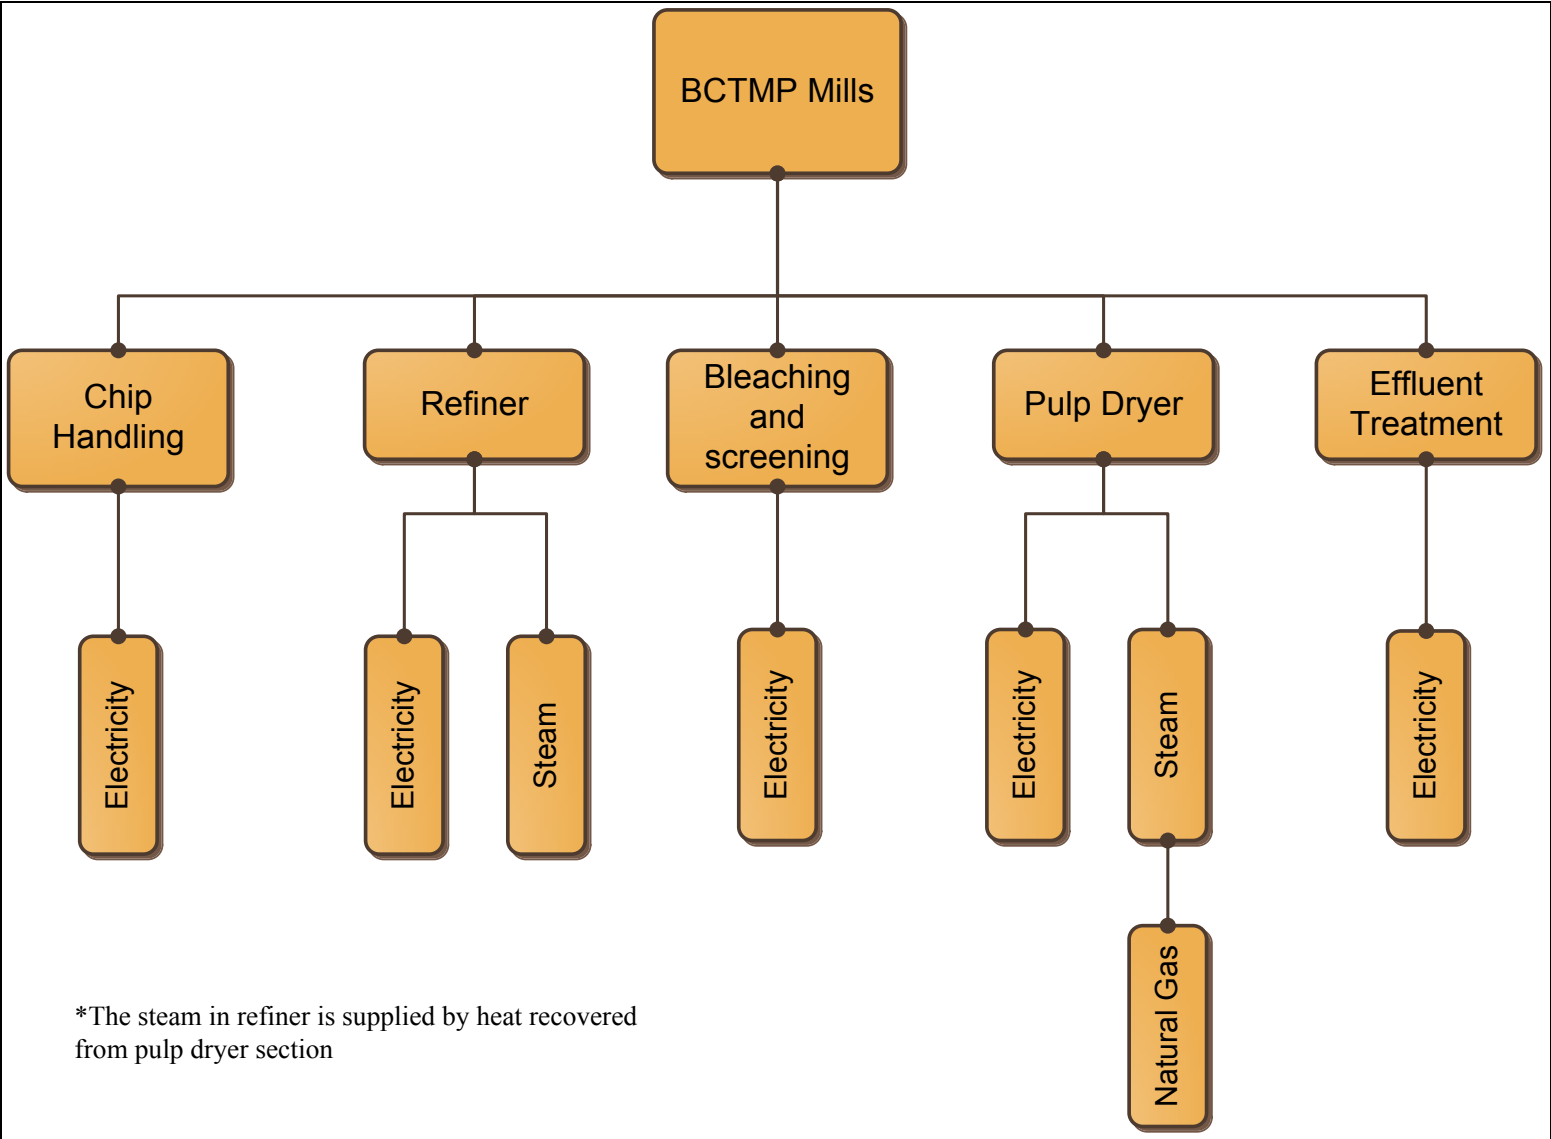 BCTMP Mills
Chip
Handling
Refiner
Bleaching
and
screening
Pulp Dryer
Effluent
Treatment
Electricity
Electricity
Steam
Electricity
Electricity
Steam
Electricity
Natural Gas
*The steam in refiner is supplied by heat recovered
from pulp dryer section